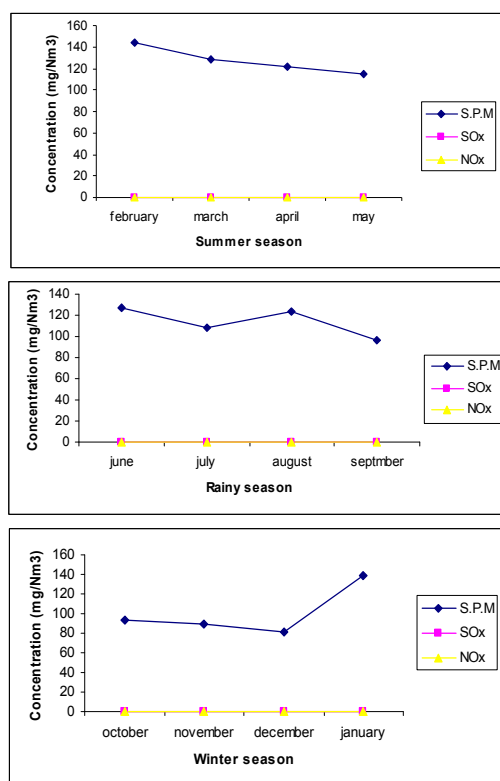 Concentration (mg/Nm3)
160
140
120
100
80
60
40
20
0
february march april may
Summer season
S.P.M
SOx
NOx
Concentration (mg/Nm3)
140
120
100
80
60
40
20
0
june july august septmber
Rainy season
S.P.M
SOx
NOx
Concentration (mg/Nm3)
160
140
120
100
80
60
40
20
0
october november december january
Winter season
S.P.M
SOx
NOx